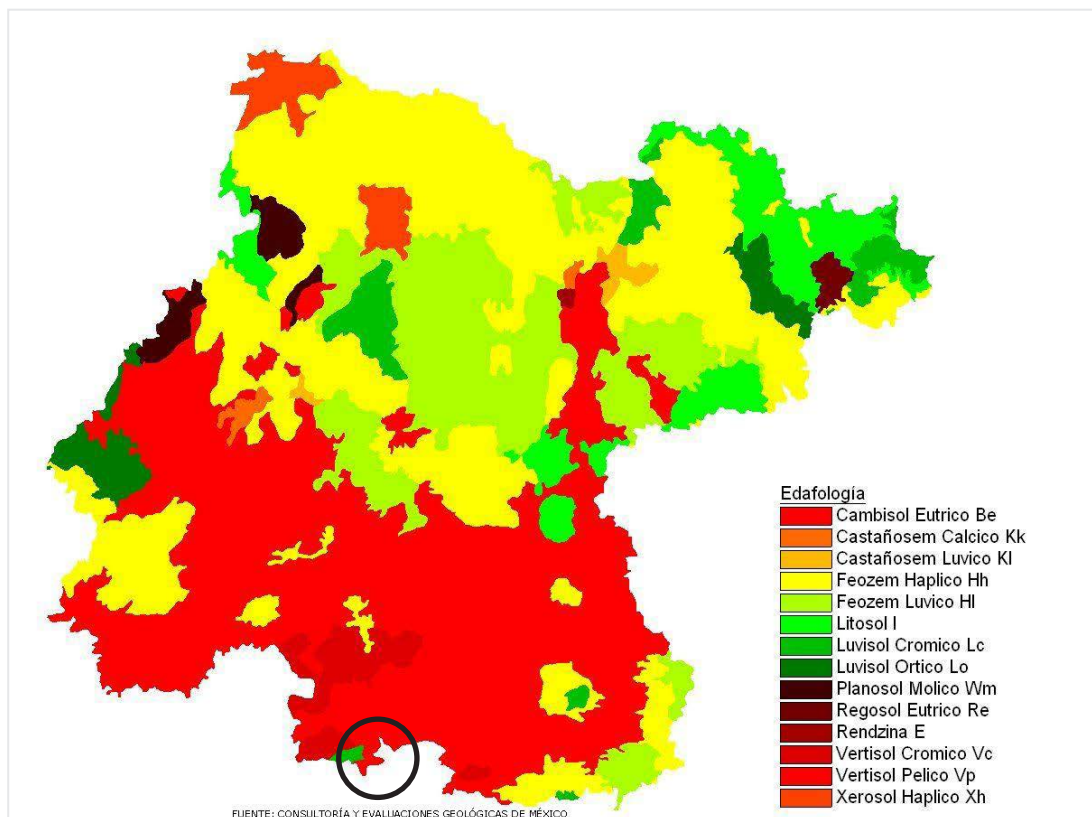 Edafología
Cambisol Eutrico Be
Castañosem Calcico Kk
Castañosem Luvico Kl
Feozem Haplico Hh
Feozem Luvico Hl
Litosol I
Luvisol Cromico Lc
Luvisol Ortico Lo
Planosol Molico Wm
Regosol Eutrico Re
Rendzina E
Vertisol Cromico Vc
Vertisol Pelico Vp
Xerosol Haplico Xh
FUENTE: CONSULTORÍA Y EVALUACIONES GEOLÓGICAS DE MÉXICO